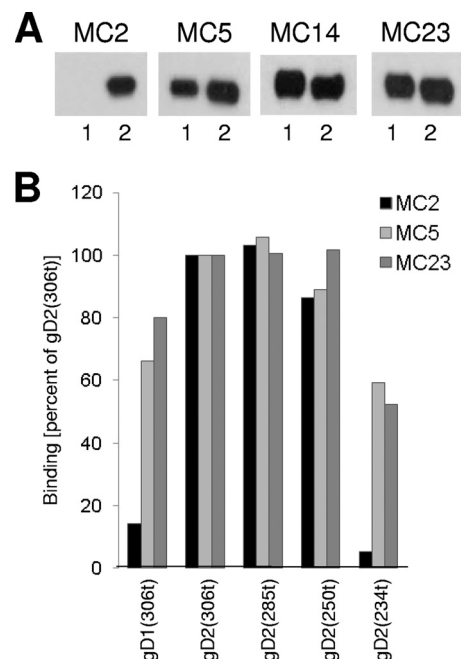 A
MC2 MC5 MC14 MC23
1 2 1 2 1 2 1 2
B
Binding [percent of gD2(306t)]
120
100
80
60
40
20
0
MC2
MC5
MC23
gD1(306t)
gD2(306t)
gD2(285t)
gD2(250t)
gD2(234t)